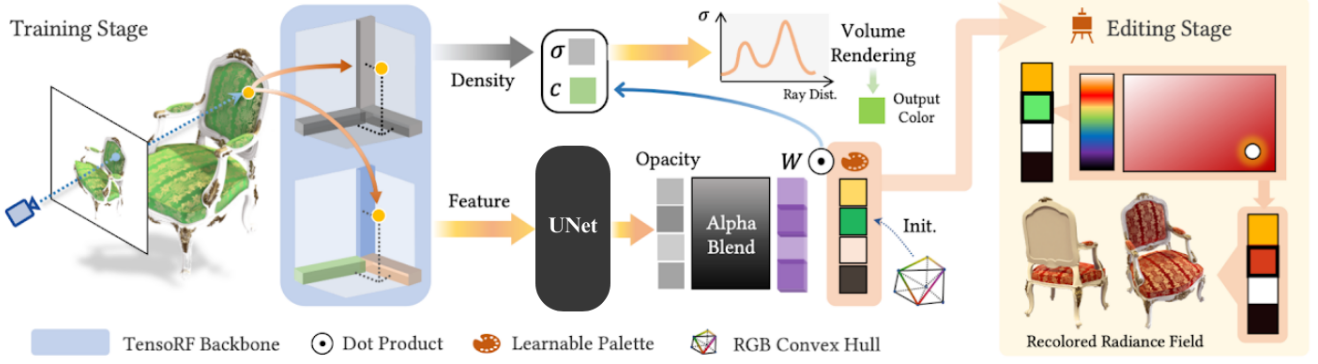 Training Stage
Density
σ
c
σ
Ray Dist.
Volume
Rendering
Output
Color
Editing Stage
Feature
UNet
Opacity
Alpha
Blend
W
Init.
Recolored Radiance Field
TensoRF Backbone
Dot Product
Learnable Palette
RGB Convex Hull